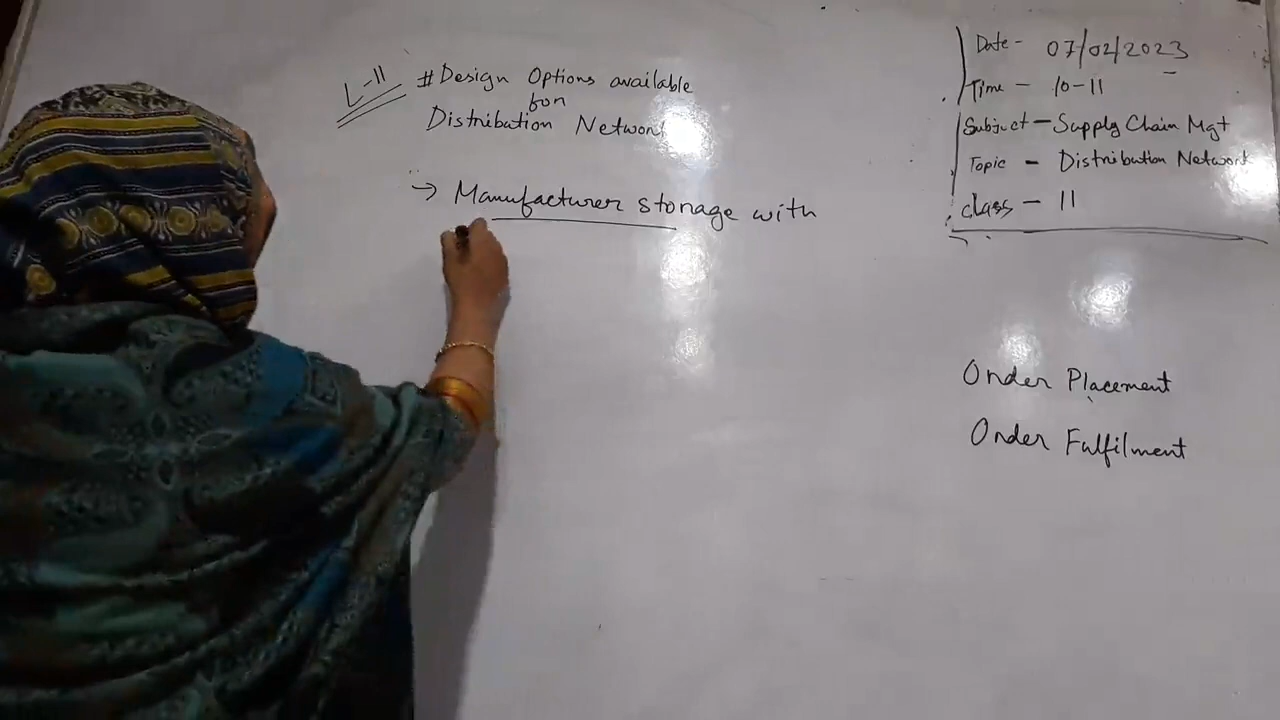 L-11
#Design Options available
for
Distribution Network
→ Manufacturer storage with
Date- 07/02/2023
Time - 10-11
Subject - Supply Chain Mgt
Topic - Distribution Network
class - 11
Order Placement
Order Fulfilment